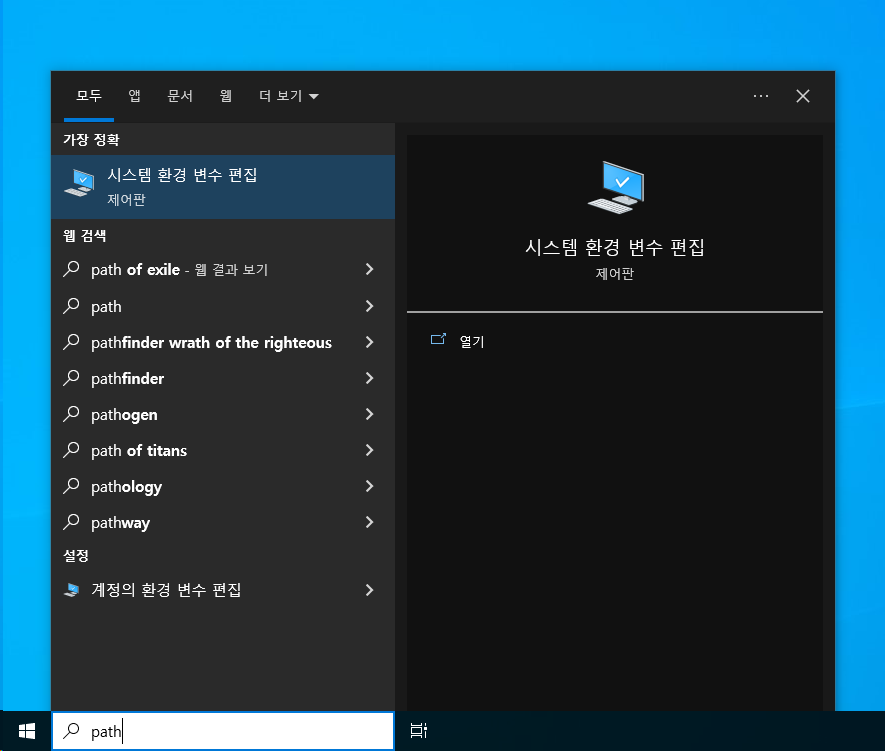 모두 앱 문서 웹 더 보기
가장 정확
시스템 환경 변수 편집
제어판
웹 검색
path of exile - 웹 결과 보기
path
pathfinder wrath of the righteous
pathfinder
pathogen
path of titans
pathology
pathway
설정
계정의 환경 변수 편집
시스템 환경 변수 편집
제어판
열기
path